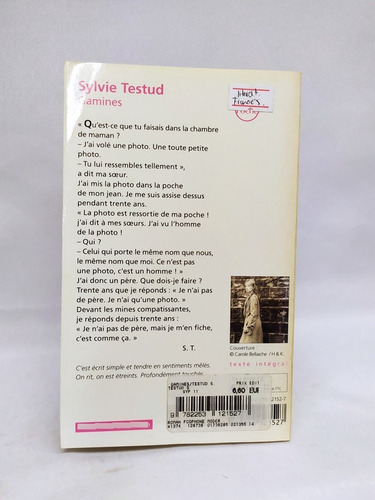 Sylvie Testud
Gamines
« Qu'est-ce que tu faisais dans la chambre
de maman ?
– J'ai volé une photo. Une toute petite
photo.
– Tu lui ressembles tellement »,
a dit ma sœur.
J'ai mis la photo dans la poche
de mon jean. Je me suis assise dessus
pendant trente ans.
« La photo est ressortie de ma poche !
j'ai dit à mes sœurs. J'ai vu l'homme
de la photo !
– Qui ?
– Celui qui porte le même nom que nous,
le même nom que moi. Ce n'est pas
une photo, c'est un homme ! »
J'ai donc un père. Que dois-je faire ?
Trente ans que je réponds : « Je n'ai pas
de père. Je n'ai qu'une photo. »
Devant les mines compatissantes,
je réponds depuis trente ans :
« Je n'ai pas de père, mais je m'en fiche,
c'est comme ça. »
S. T.
C'est écrit simple et tendre en sentiments mêlés.
On rit, on est étreints. Profondément touchés.
Couverture :
© Carole Bellaïche / H & K.
texte intégral
GAMINES/TESTUD S
TESTUD S
PRIX EDIT
6,60 EUR
9 782253 121527